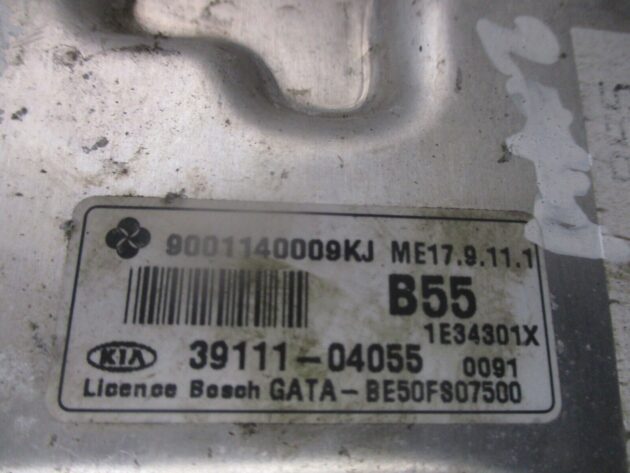 9001140009KJ ME17.9.11.1
B55
1E34301X
KIA 39111-04055 0091
Licence Bosch GATA-BE50FS07500